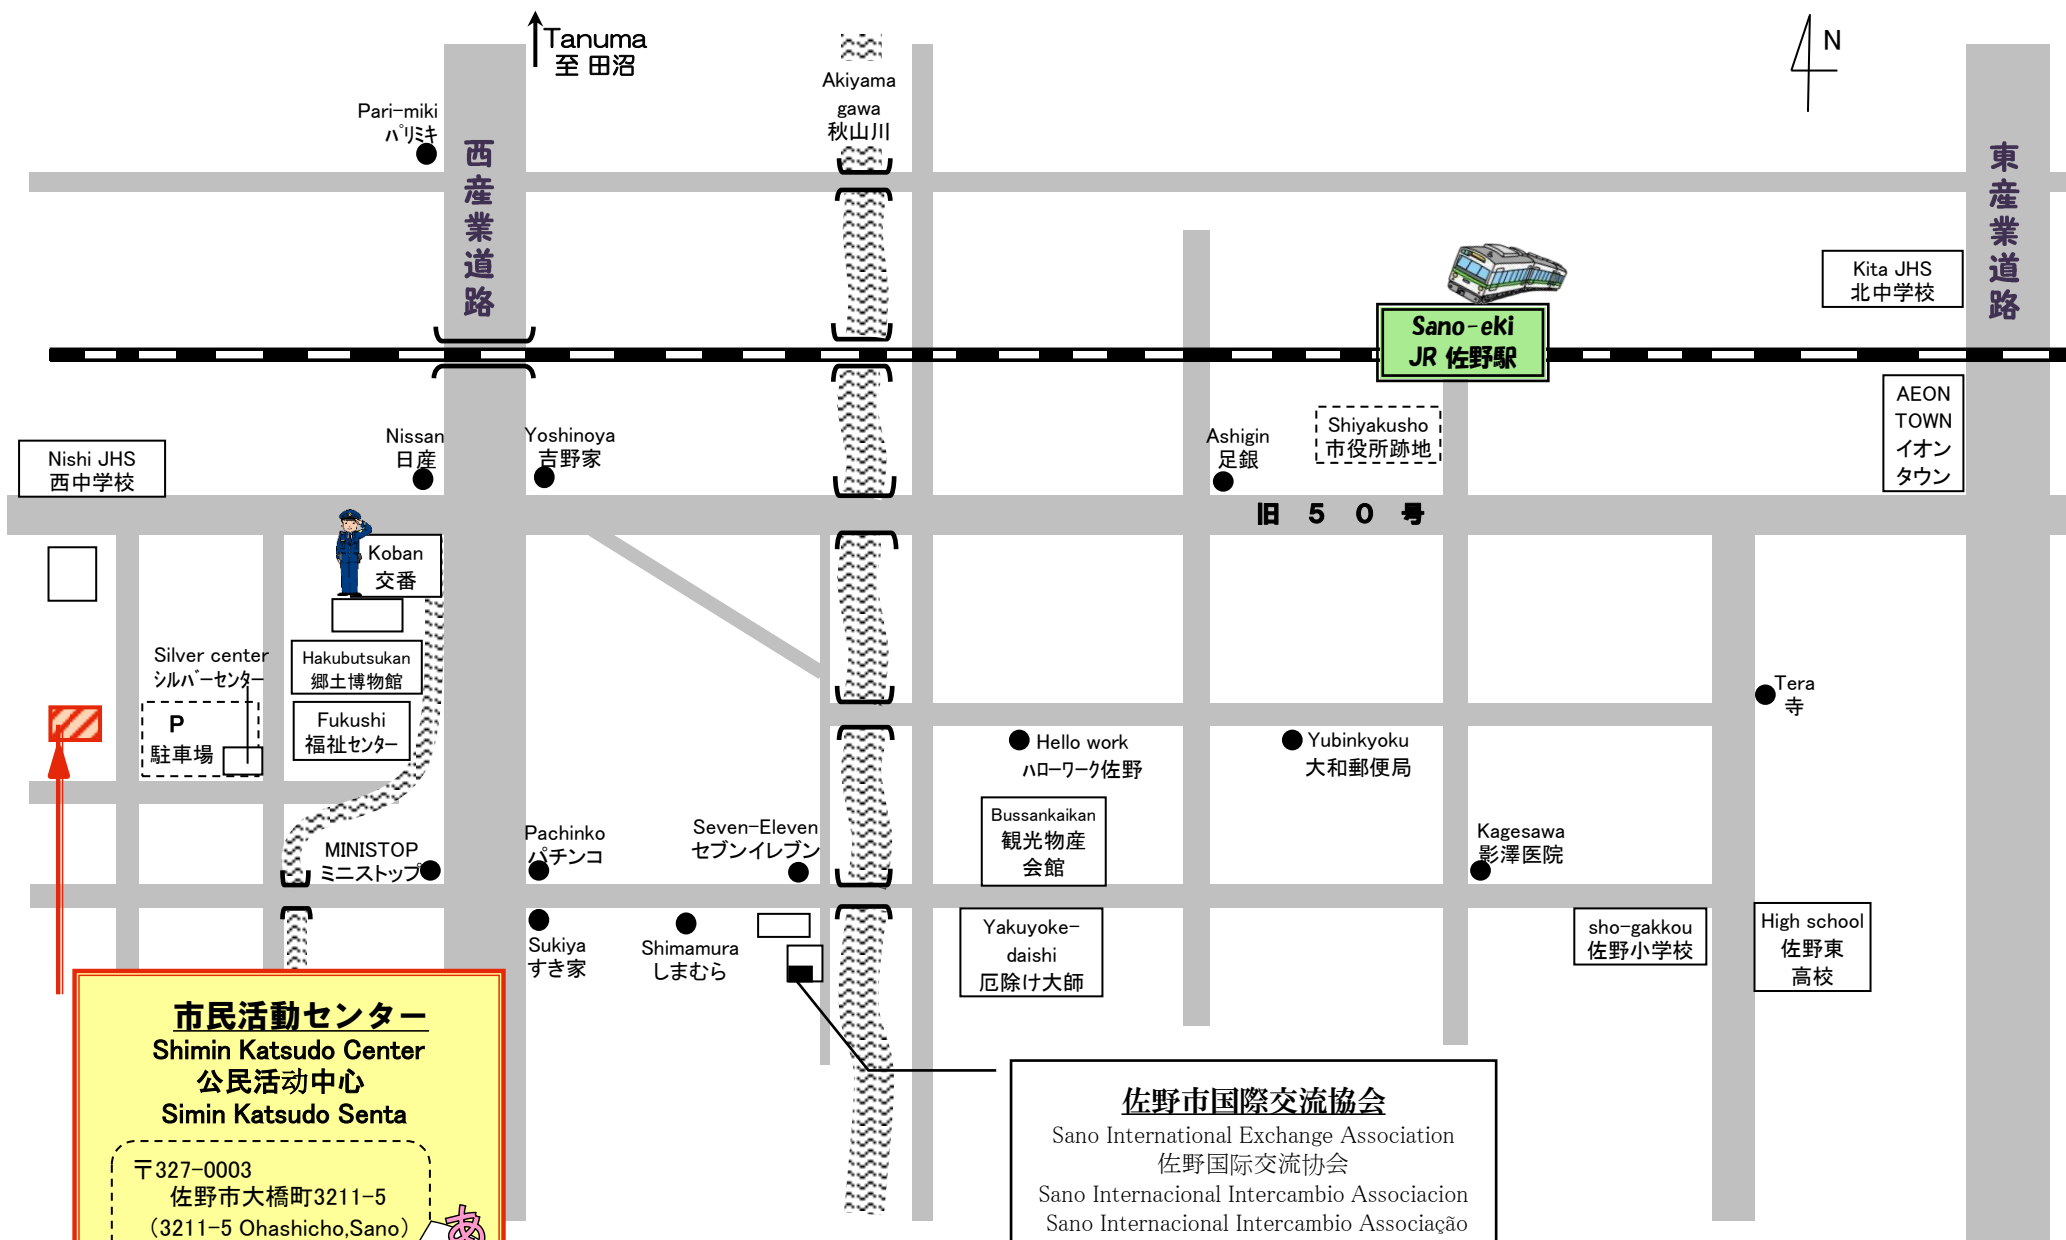 Tanuma
至 田沼
Akiyama
gawa
秋山川
N
Pari-miki
パリミキ
西産業道路
東産業道路
Kita JHS
北中学校
Sano-eki
JR 佐野駅
AEON
TOWN
イオン
タウン
Nishi JHS
西中学校
Nissan
日産
Yoshinoya
吉野家
Ashigin
足銀
Shiyakusho
市役所跡地
旧 5 0 号
Koban
交番
Silver center
シルバーセンター
Hakubutsukan
郷土博物館
P
駐車場
Fukushi
福祉センター
Tera
寺
Hello work
ハローワーク佐野
Yubinkyoku
大和郵便局
Bussankaikan
観光物産
会館
MINISTOP
ミニストップ
Pachinko
パチンコ
Seven-Eleven
セブンイレブン
Kagesawa
影澤医院
Sukiya
すき家
Shimamura
しまむら
Yakuyoke-
daishi
厄除け大師
sho-gakkou
佐野小学校
High school
佐野東
高校
市民活動センター
Shimin Katsudo Center
公民活动中心
Simin Katsudo Senta
〒327-0003
佐野市大橋町3211-5
(3211-5 Ohashicho,Sano)
あ
佐野市国際交流協会
Sano International Exchange Association
佐野国际交流协会
Sano Internacional Intercambio Associacion
Sano Internacional Intercambio Associação